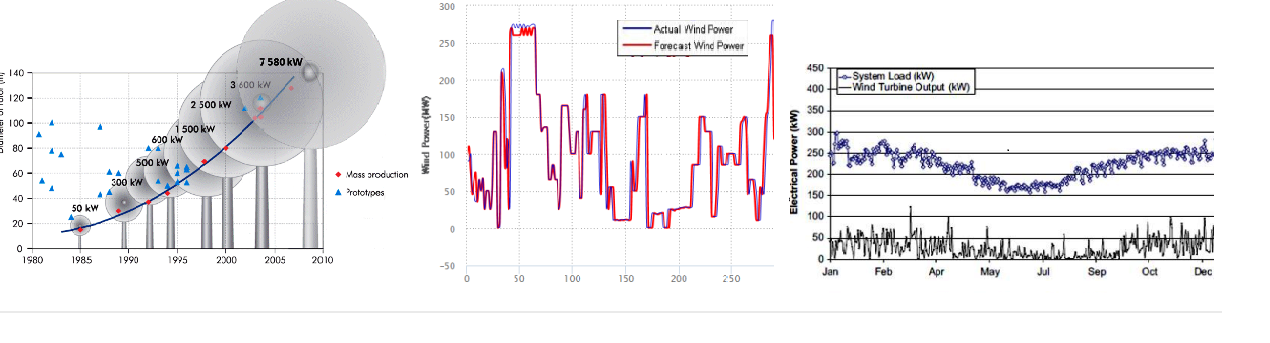 Diameter of rotor (m)
140
120
100
80
60
40
20
0
1980
1985
1990
1995
2000
2005
2010
50 kW
300 kW
500 kW
600 kW
1 500 kW
2 500 kW
3 600 kW
7 580 kW
Mass production
Prototypes
Wind Power(MW)
300
250
200
150
100
50
0
−50
0
50
100
150
200
250
Actual Wind Power
Forecast Wind Power
Electrical Power (kW)
450
400
350
300
250
200
150
100
50
0
Jan
Feb
Apr
May
Jul
Sep
Oct
Dec
System Load (kW)
Wind Turbine Output (kW)